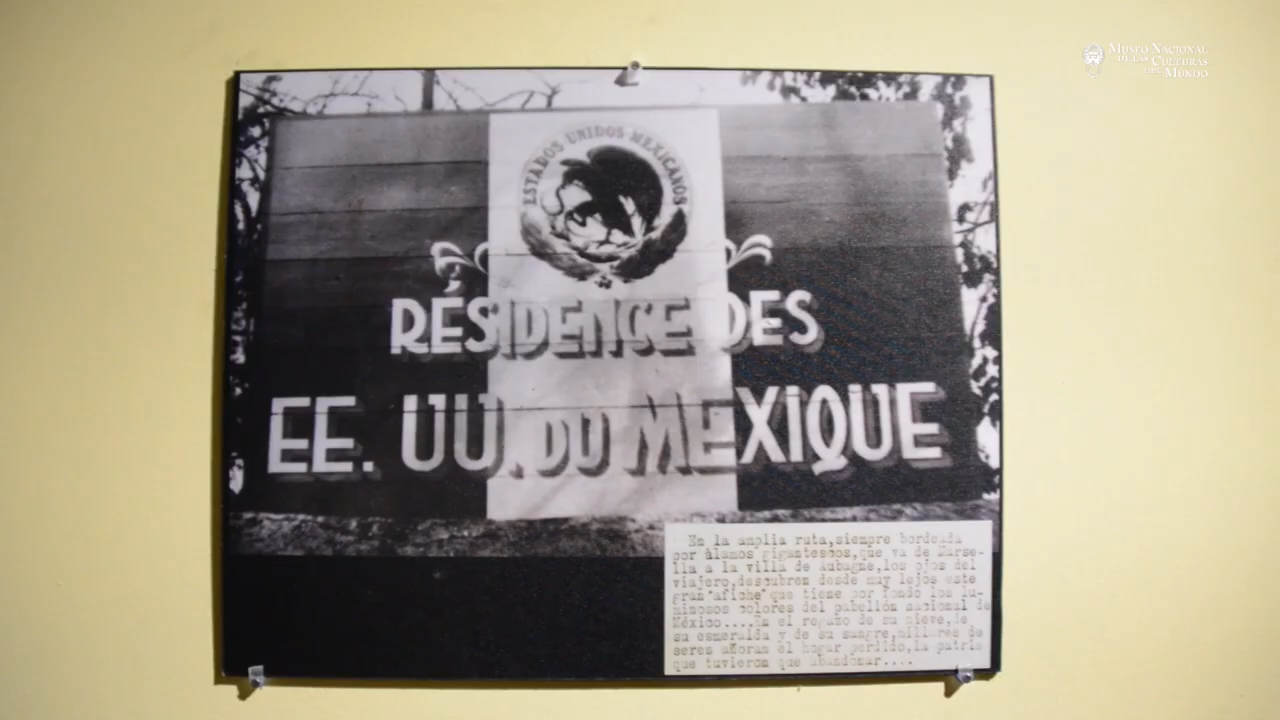 MUSEO NACIONAL
DE LAS CULTURAS
DEL MUNDO
ESTADOS UNIDOS MEXICANOS
RESIDENCE DES
EE. UU. DU MEXIQUE
En la amplia ruta,siempre bordeada
por álamos gigantescos,que va de Marse-
lla a la villa de Aubagne,los ojos del
viajero,descubren desde muy lejos este
gran"afiche"que tiene por fondo los lu-
minosos colores del pabellón nacional de
México....En el regazo de su nieve,de
su esmeralda y de su sangre,millares de
seres añoran el hogar perdido,la patria
que tuvieron que abandonar....